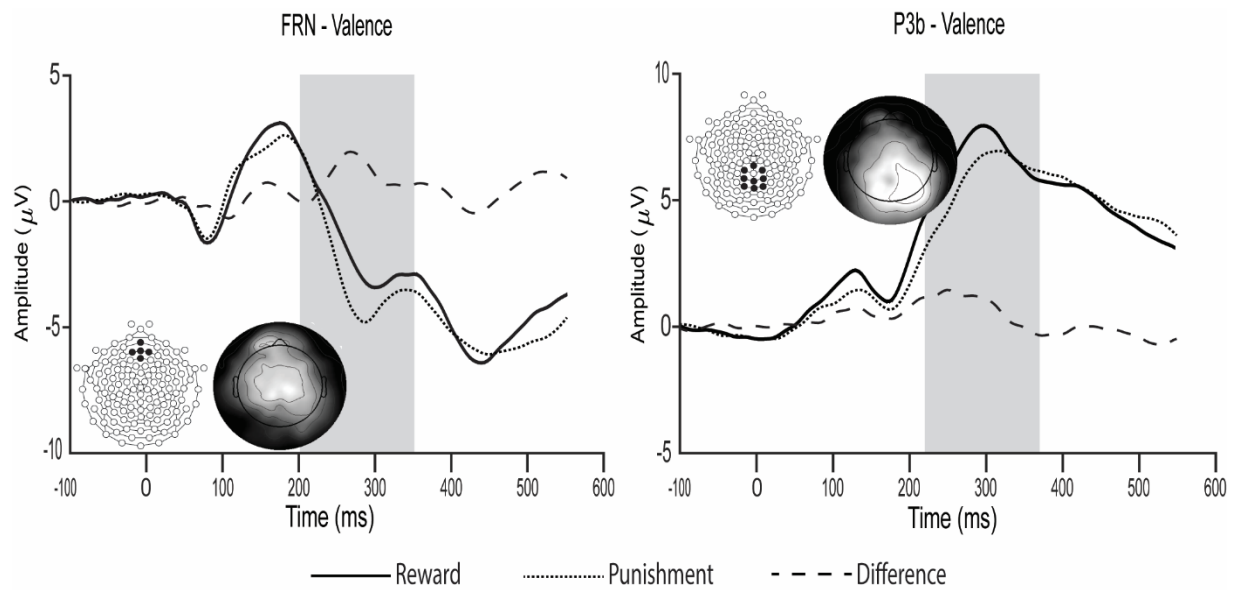 FRN - Valence
Amplitude (μV)
5
0
-5
-10
-100 0 100 200 300 400 500 600
Time (ms)
P3b - Valence
Amplitude (μV)
10
5
0
-5
-100 0 100 200 300 400 500 600
Time (ms)
Reward Punishment Difference